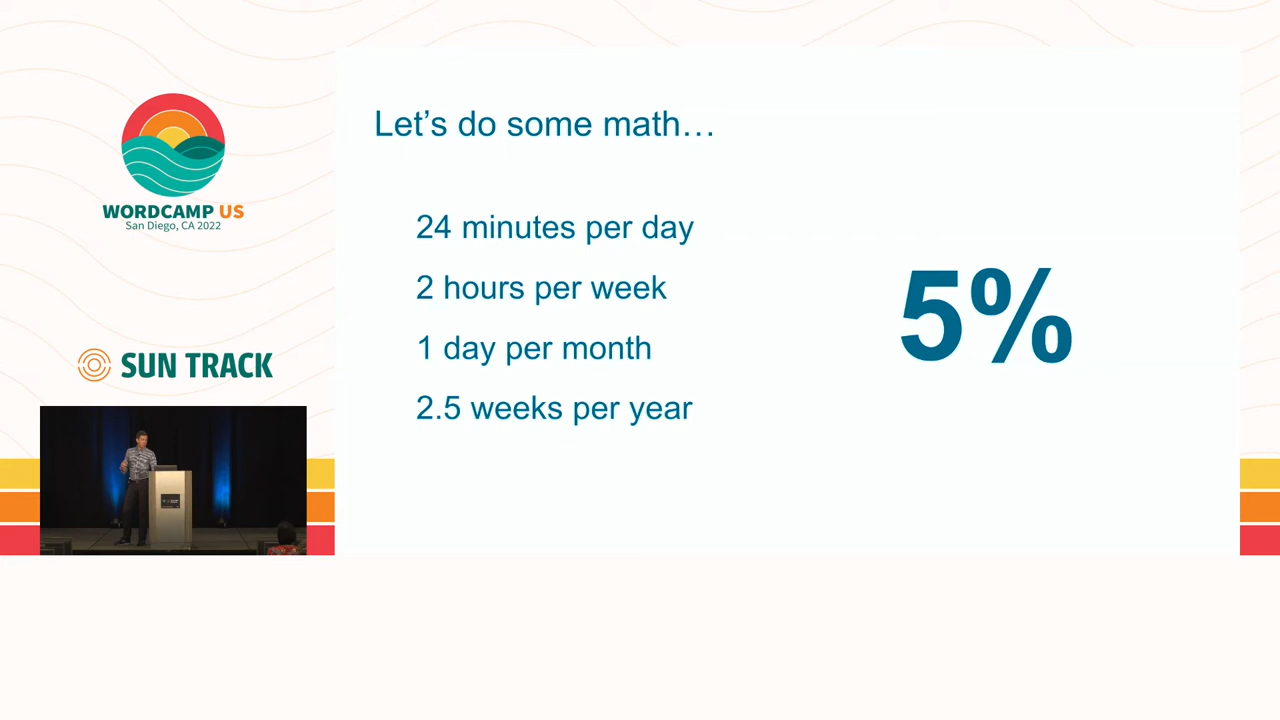 WORDCAMP US
San Diego, CA 2022
SUN TRACK
Let's do some math…
24 minutes per day
2 hours per week
1 day per month
2.5 weeks per year
5%